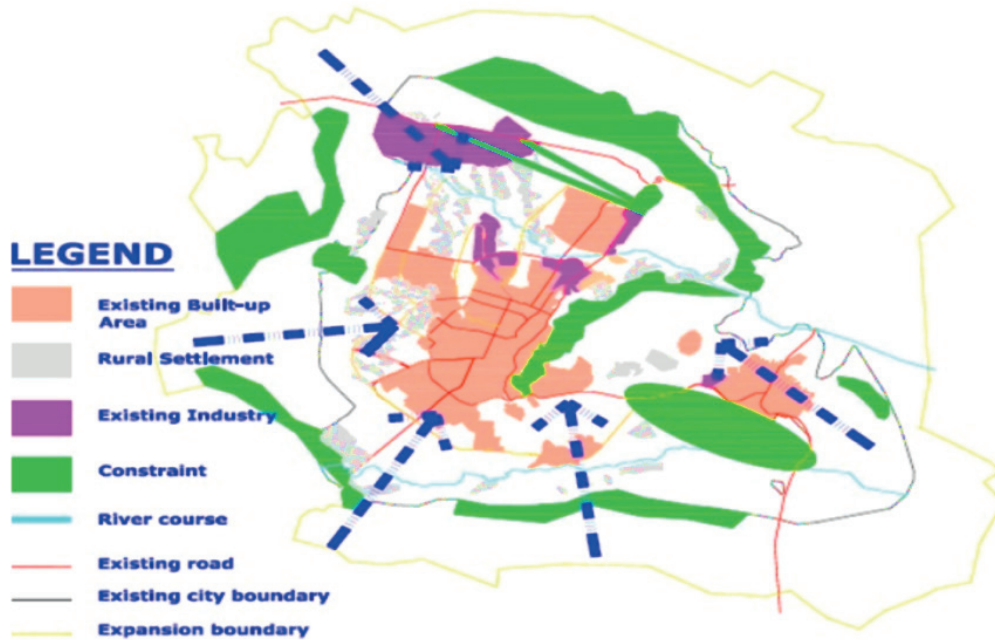 LEGEND
Existing Built-up
Area
Rural Settlement
Existing Industry
Constraint
River course
Existing road
Existing city boundary
Expansion boundary